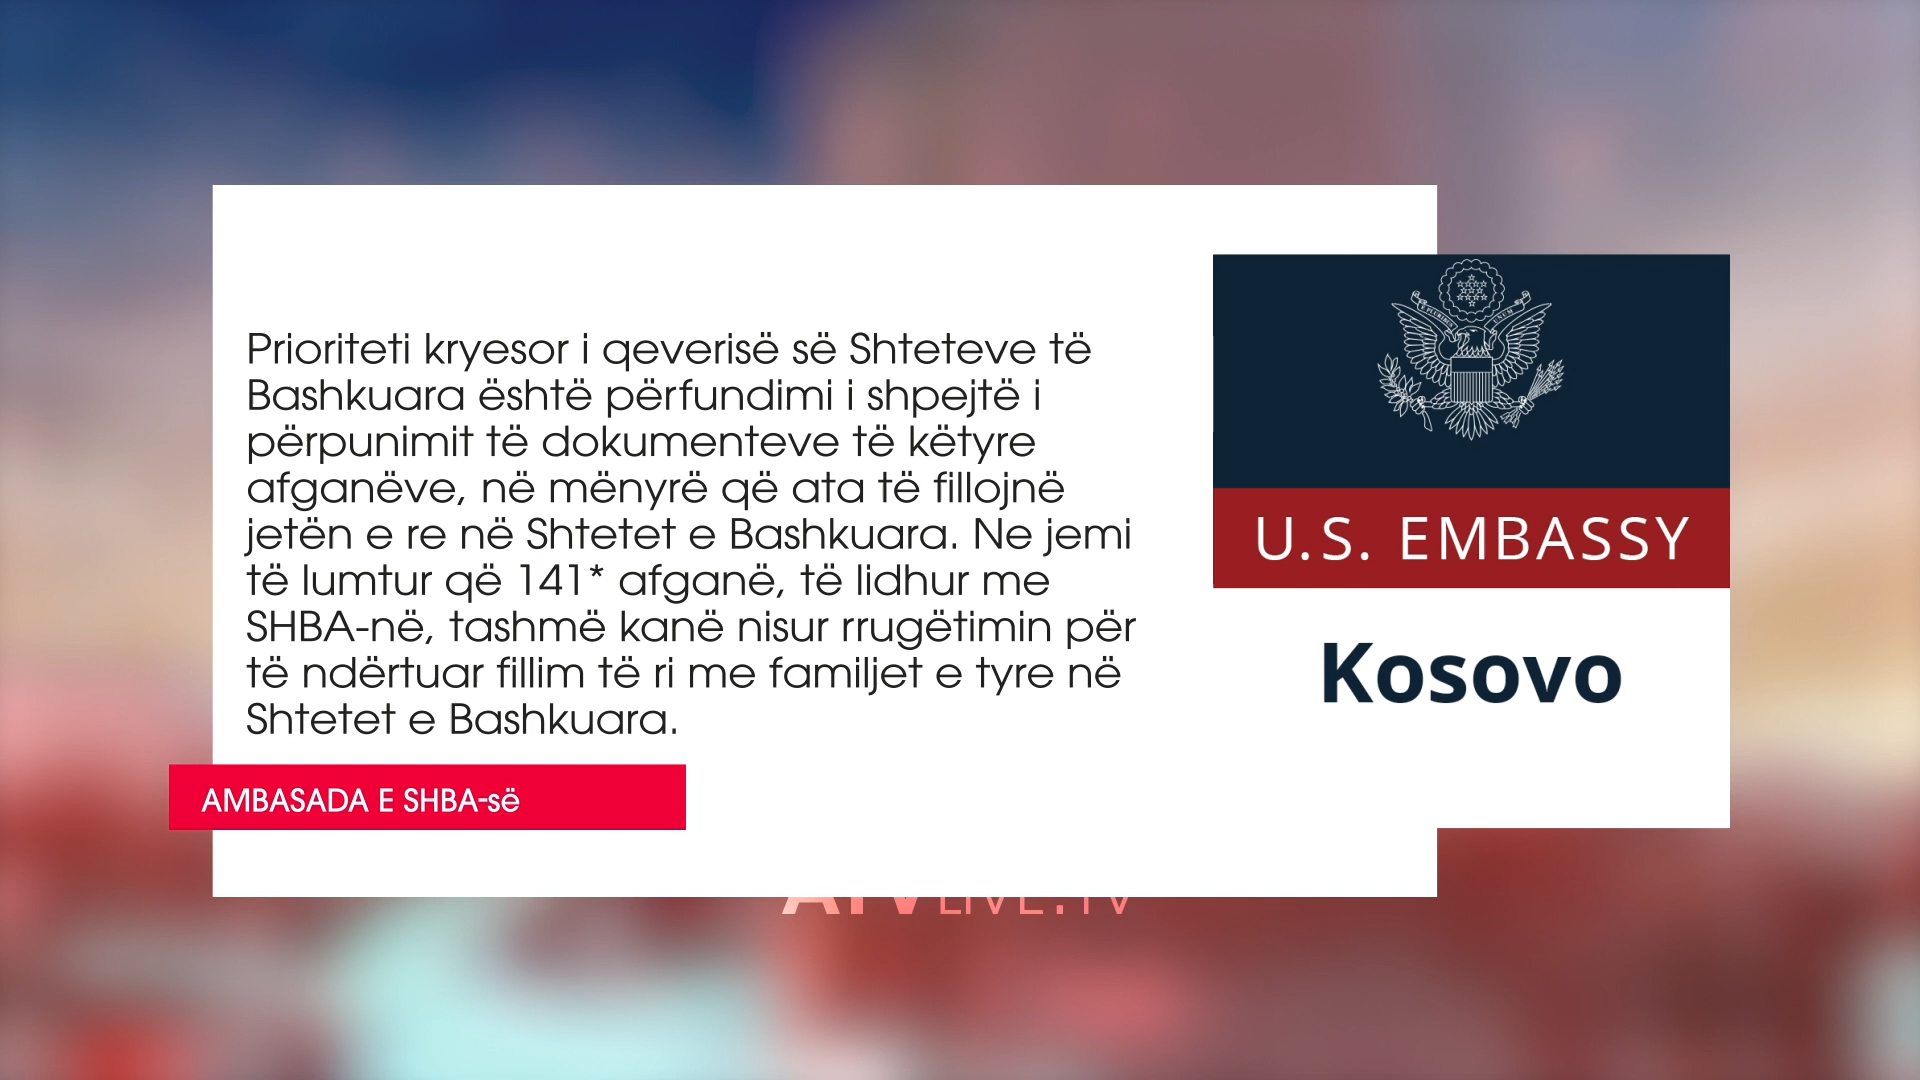 Prioriteti kryesor i qeverisë së Shteteve të
Bashkuara është përfundimi i shpejtë i
përpunimit të dokumenteve të këtyre
afganëve, në mënyrë që ata të fillojnë
jetën e re në Shtetet e Bashkuara. Ne jemi
të lumtur që 141* afganë, të lidhur me
SHBA-në, tashmë kanë nisur rrugëtimin për
të ndërtuar fillim të ri me familjet e tyre në
Shtetet e Bashkuara.
AMBASADA E SHBA-së
U.S. EMBASSY
Kosovo